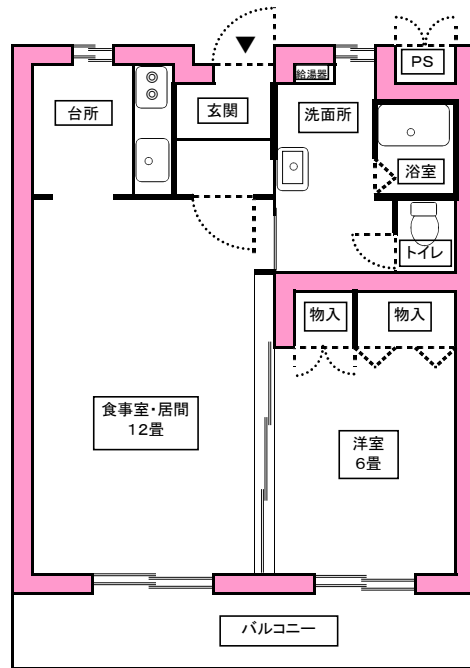 PS
給湯器
台所
玄関
洗面所
浴室
トイレ
物入
物入
食事室・居間
12畳
洋室
6畳
バルコニー